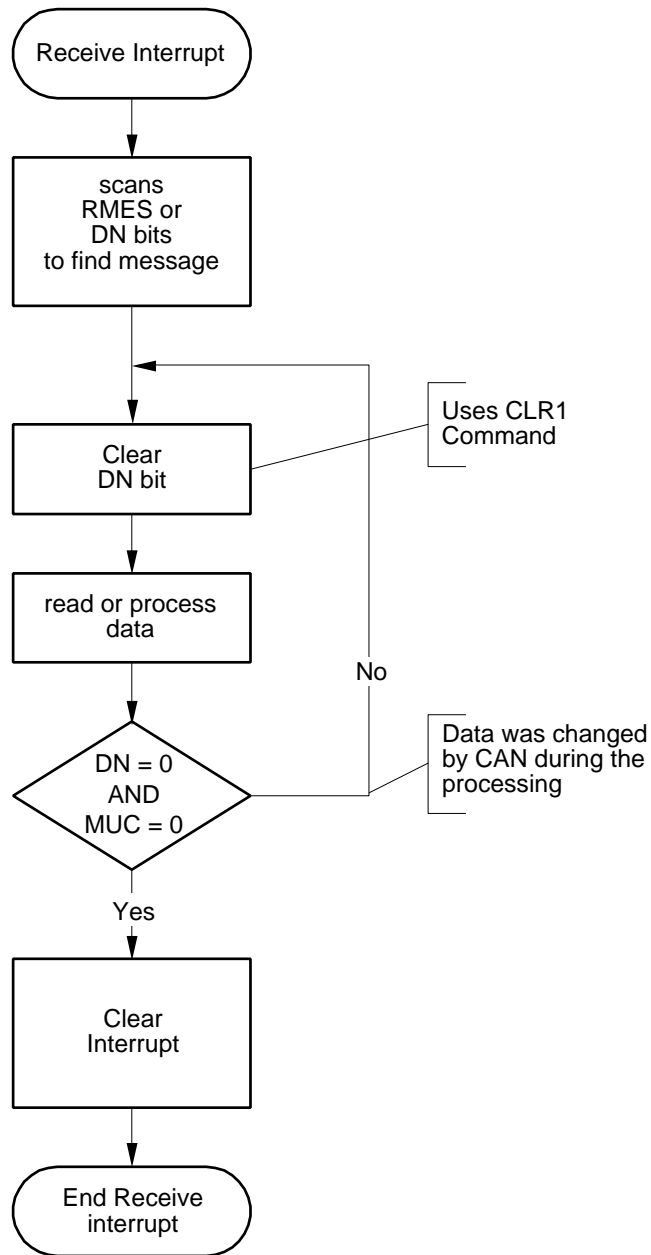 Receive Interrupt
scans
RMES or
DN bits
to find message
Uses CLR1
Command
Clear
DN bit
read or process
data
No
Data was changed
by CAN during the
processing
DN = 0
AND
MUC = 0
Yes
Clear
Interrupt
End Receive
interrupt